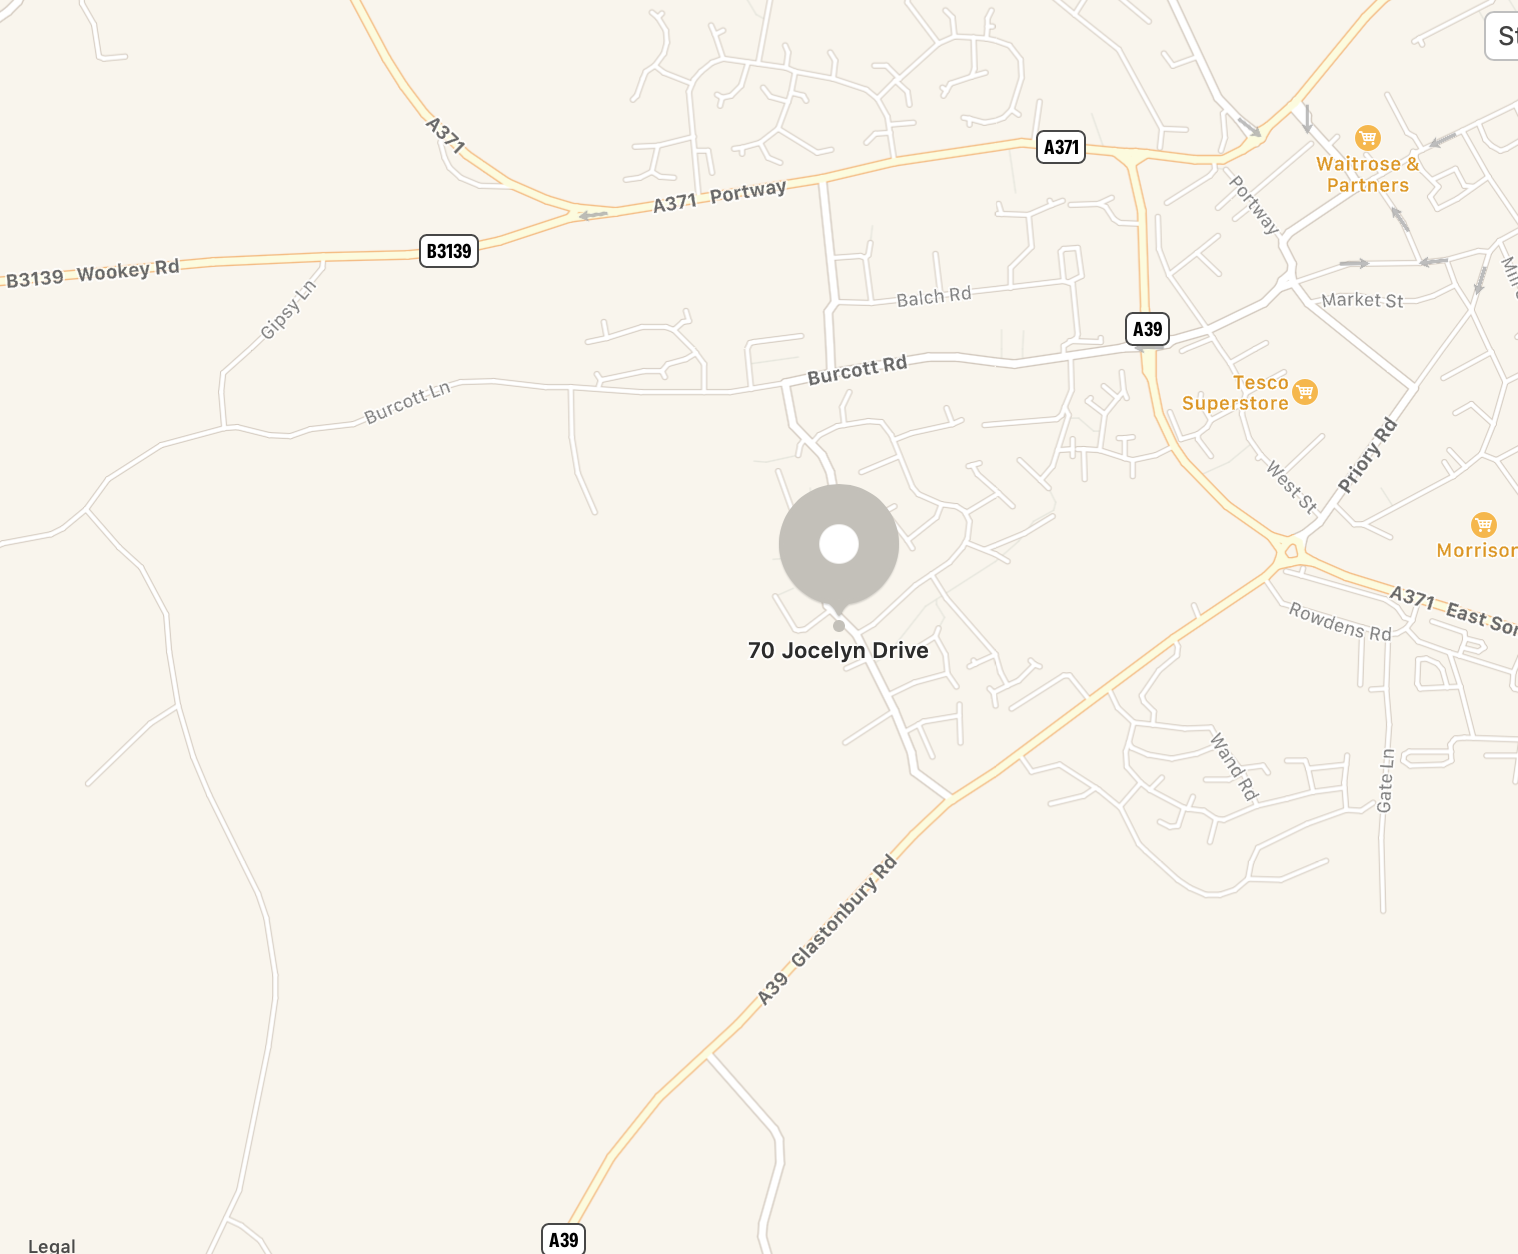 St
A371
A371
Waitrose &
Partners
A371 Portway
Portway
B3139
B3139 Wookey Rd
Gipsy Ln
Balch Rd
Market St
A39
Burcott Rd
Burcott Ln
Tesco
Superstore
Priory Rd
West St
Morrison
70 Jocelyn Drive
A371 East So
Rowdens Rd
Wand Rd
Gate Ln
A39 Glastonbury Rd
A39
Legal